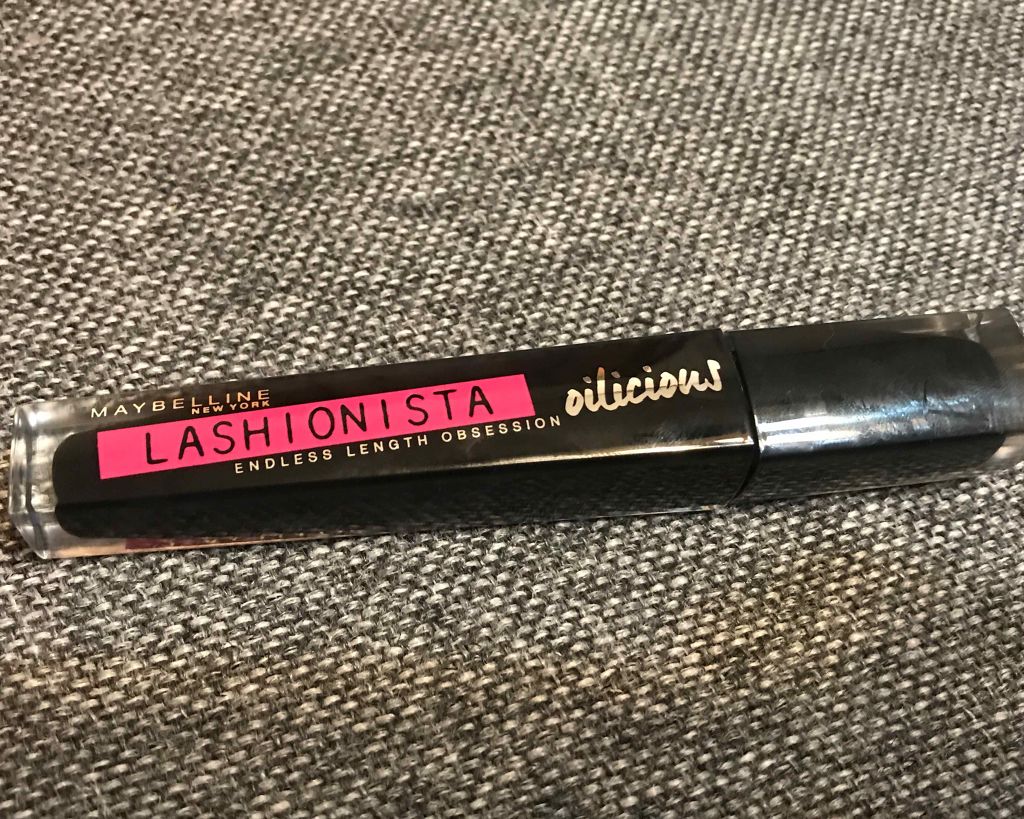 MAYBELLINE
NEW YORK
LASHIONISTA
oilicious
ENDLESS LENGTH OBSESSION